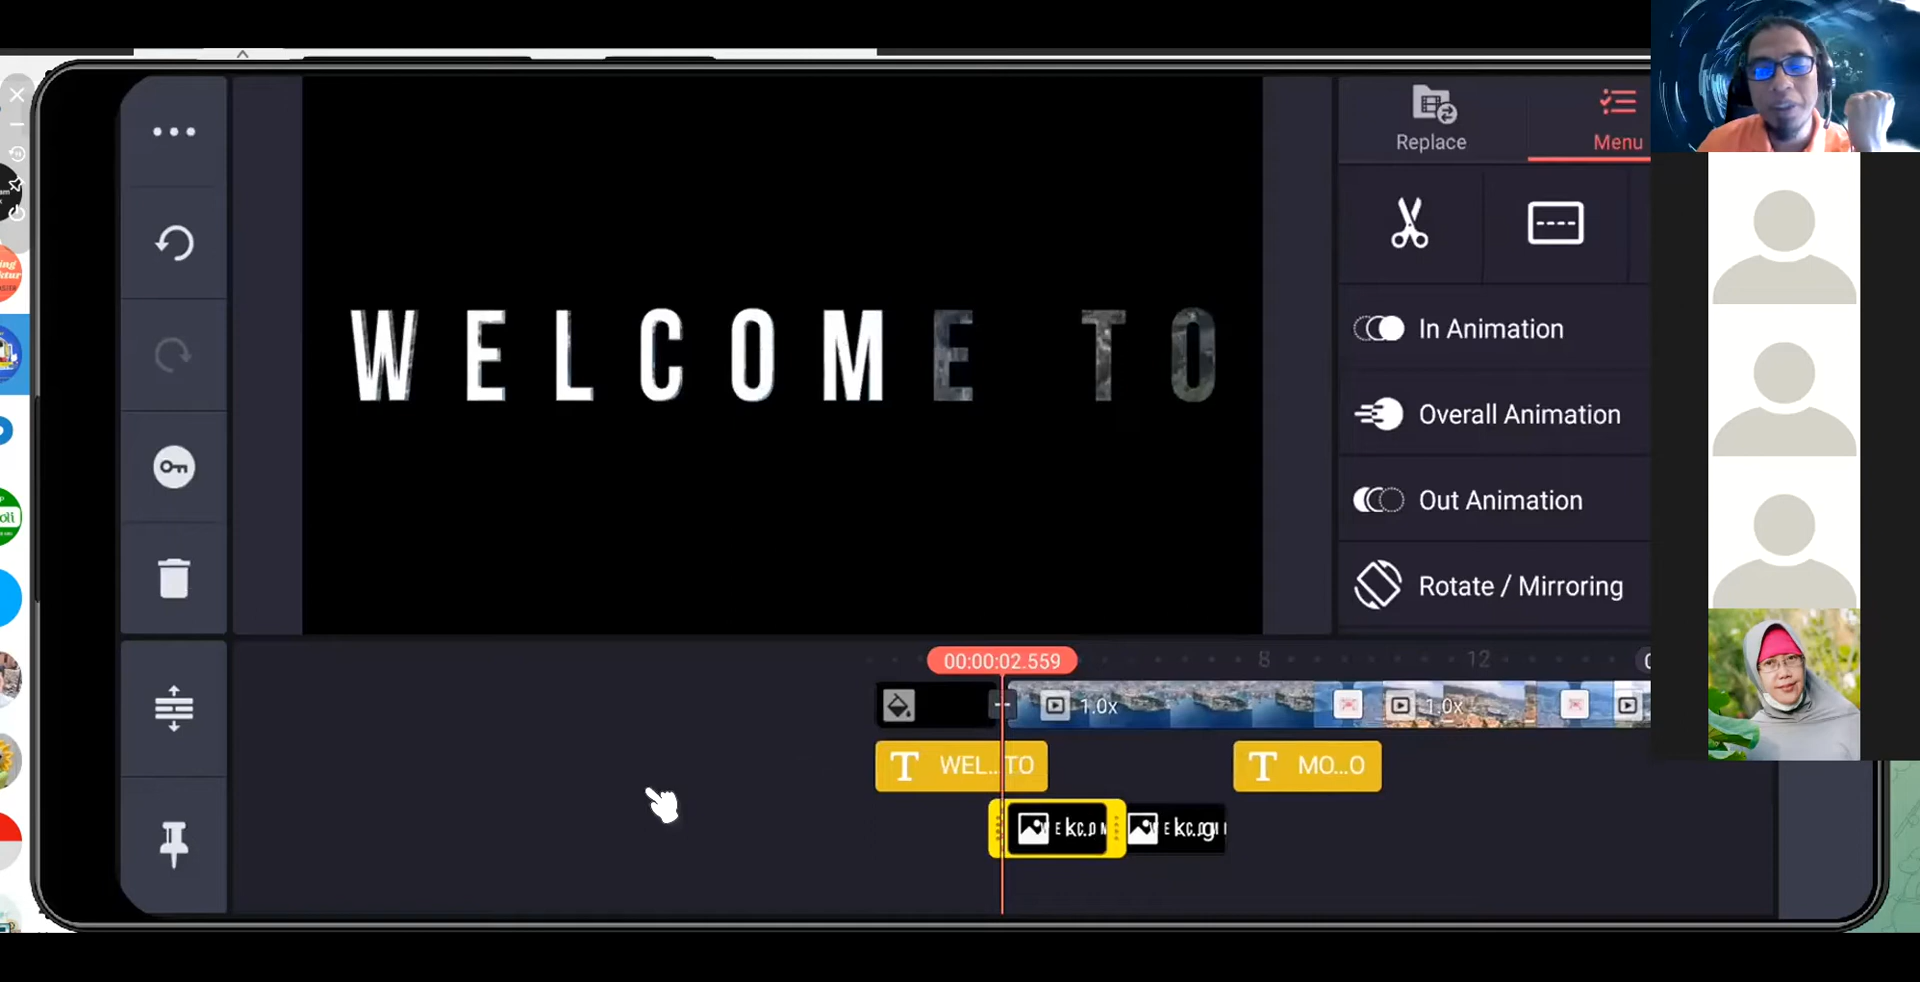 Replace
Menu
WELCOME TO
In Animation
Overall Animation
Out Animation
Rotate / Mirroring
00:00:02.559
8
12
1.0x
1.0x
T WEL...TO
T MO...O